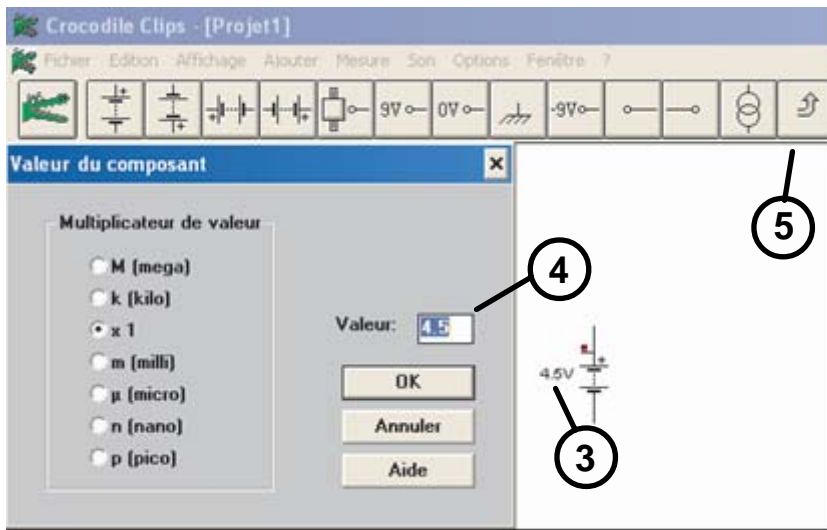 Crocodile Clips - [Projet1]
Fichier Edition Affichage Ajouter Mesure Son Options Fenêtre ?
9V 0V -9V
Valeur du composant
5
Multiplicateur de valeur
M (mega)
k (kilo)
x 1
m (milli)
µ (micro)
n (nano)
p (pico)
4
Valeur: 4.5
OK
Annuler
Aide
4.5V
3